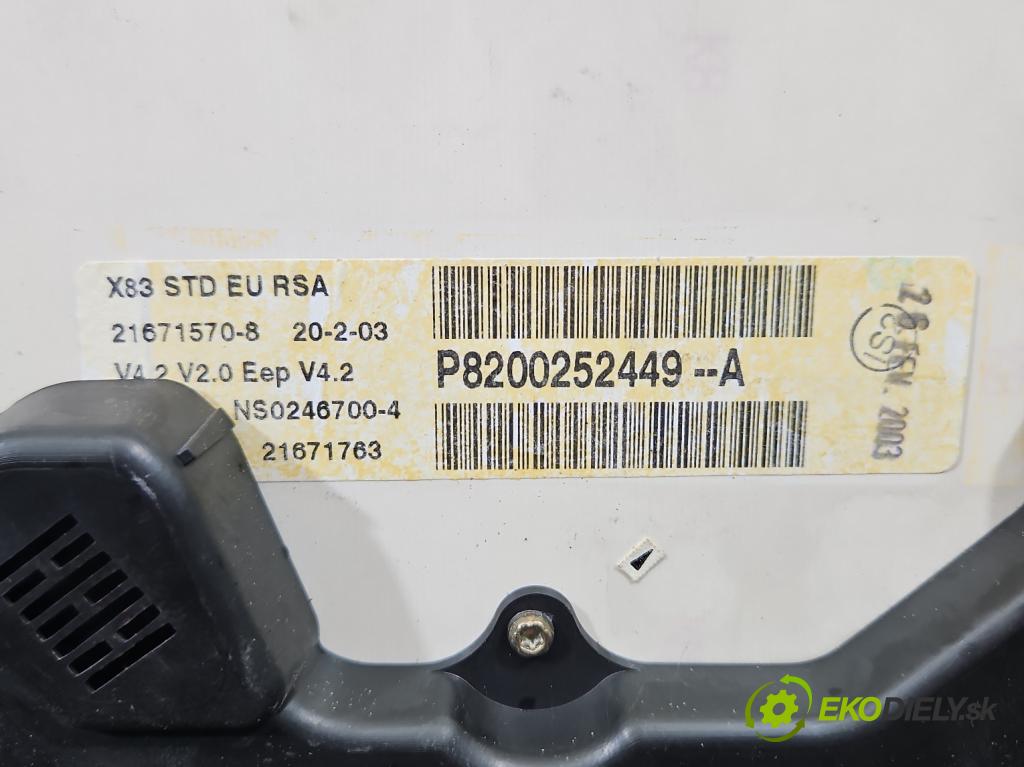 X83 STD EU RSA
21671570-8 20-2-03
V4.2 V2.0 Eep V4.2
NS0246700-4
21671763
P8200252449--A
EKODIELY.sk